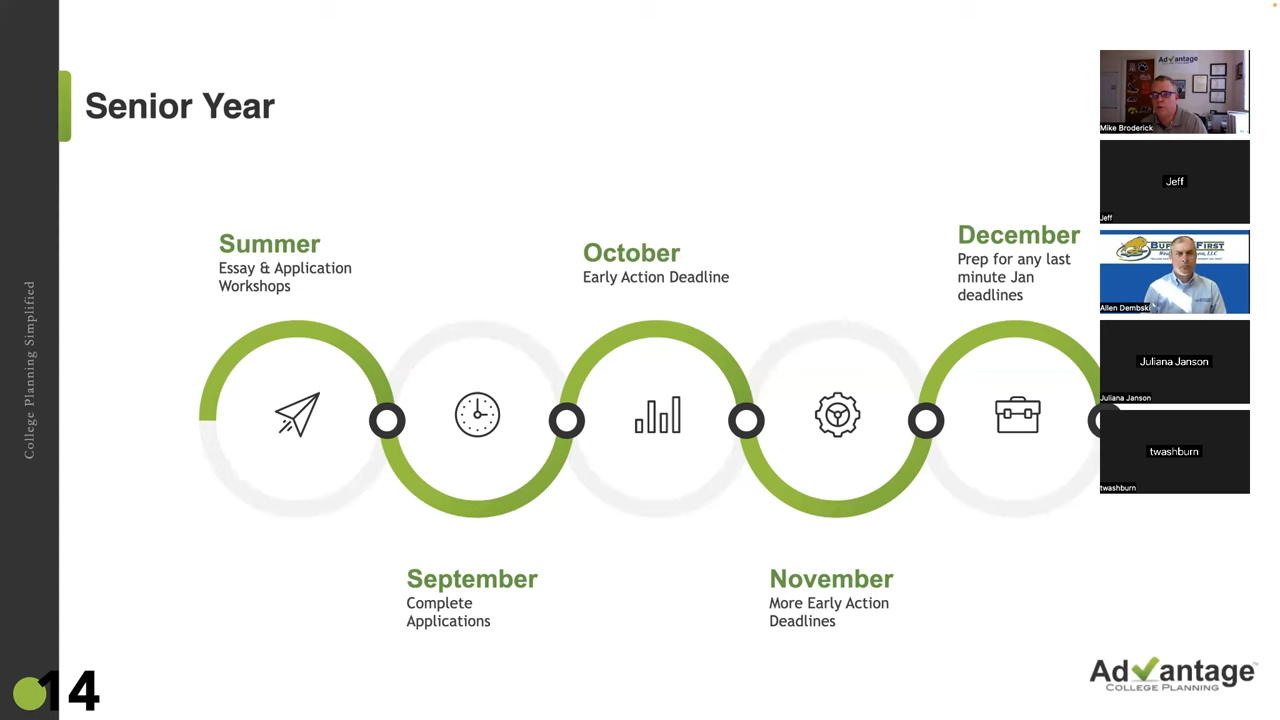 Senior Year
College Planning Simplified
Summer
Essay & Application
Workshops
October
Early Action Deadline
December
Prep for any last
minute Jan
deadlines
September
Complete
Applications
November
More Early Action
Deadlines
14
Advantage
COLLEGE PLANNING
Advantage
Mike Broderick
Jeff
Jeff
Allen Dembski
Juliana Janson
Juliana Janson
twashburn
twashburn